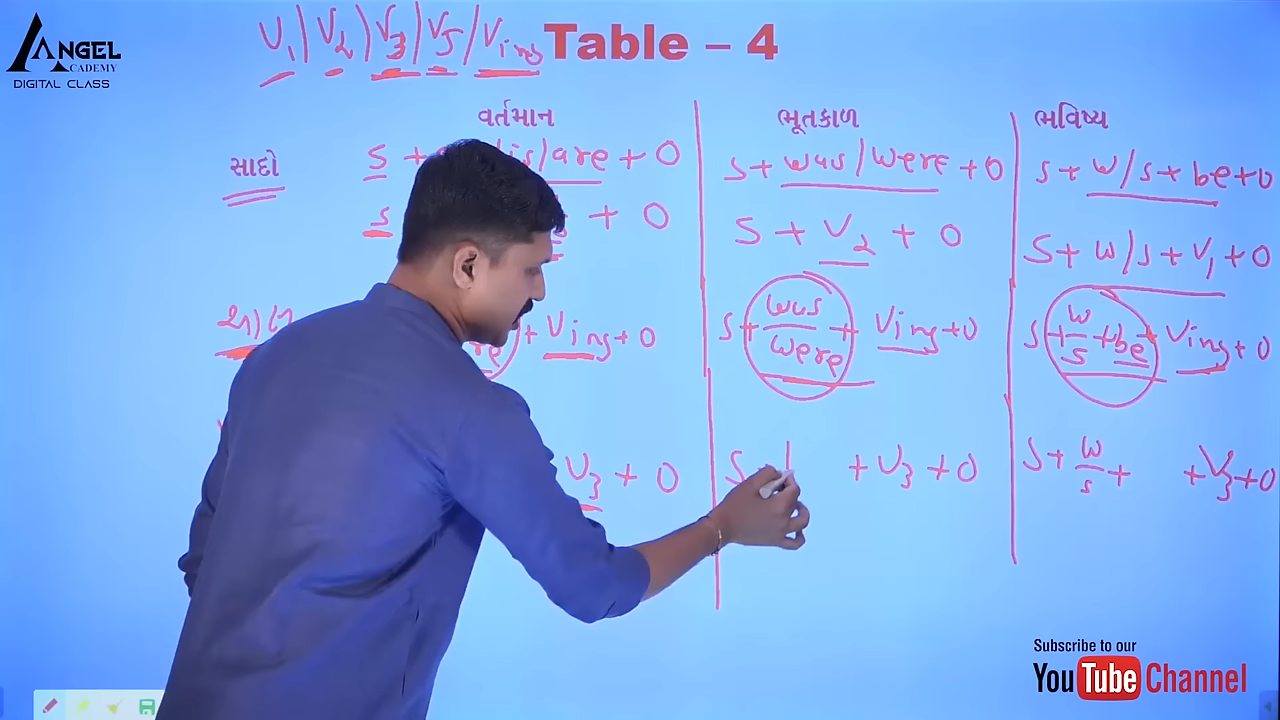 ANGEL
ACADEMY
DIGITAL CLASS
V1 | V2 | V3 | V5 / Ving
Table – 4
વર્તમાન
ભૂતકાળ
ભવિષ્ય
સાદો
S + is/are + O
S + was/were + O
S + w/s + be + O
S + O
S + V2 + O
S + w/s + V1 + O
ચાલુ
+ Ving + O
S + was/were + Ving + O
S + w/s + be + Ving + O
V3 + O
S + V3 + O
S + w/s + + V3 + O
Subscribe to our
YouTube Channel